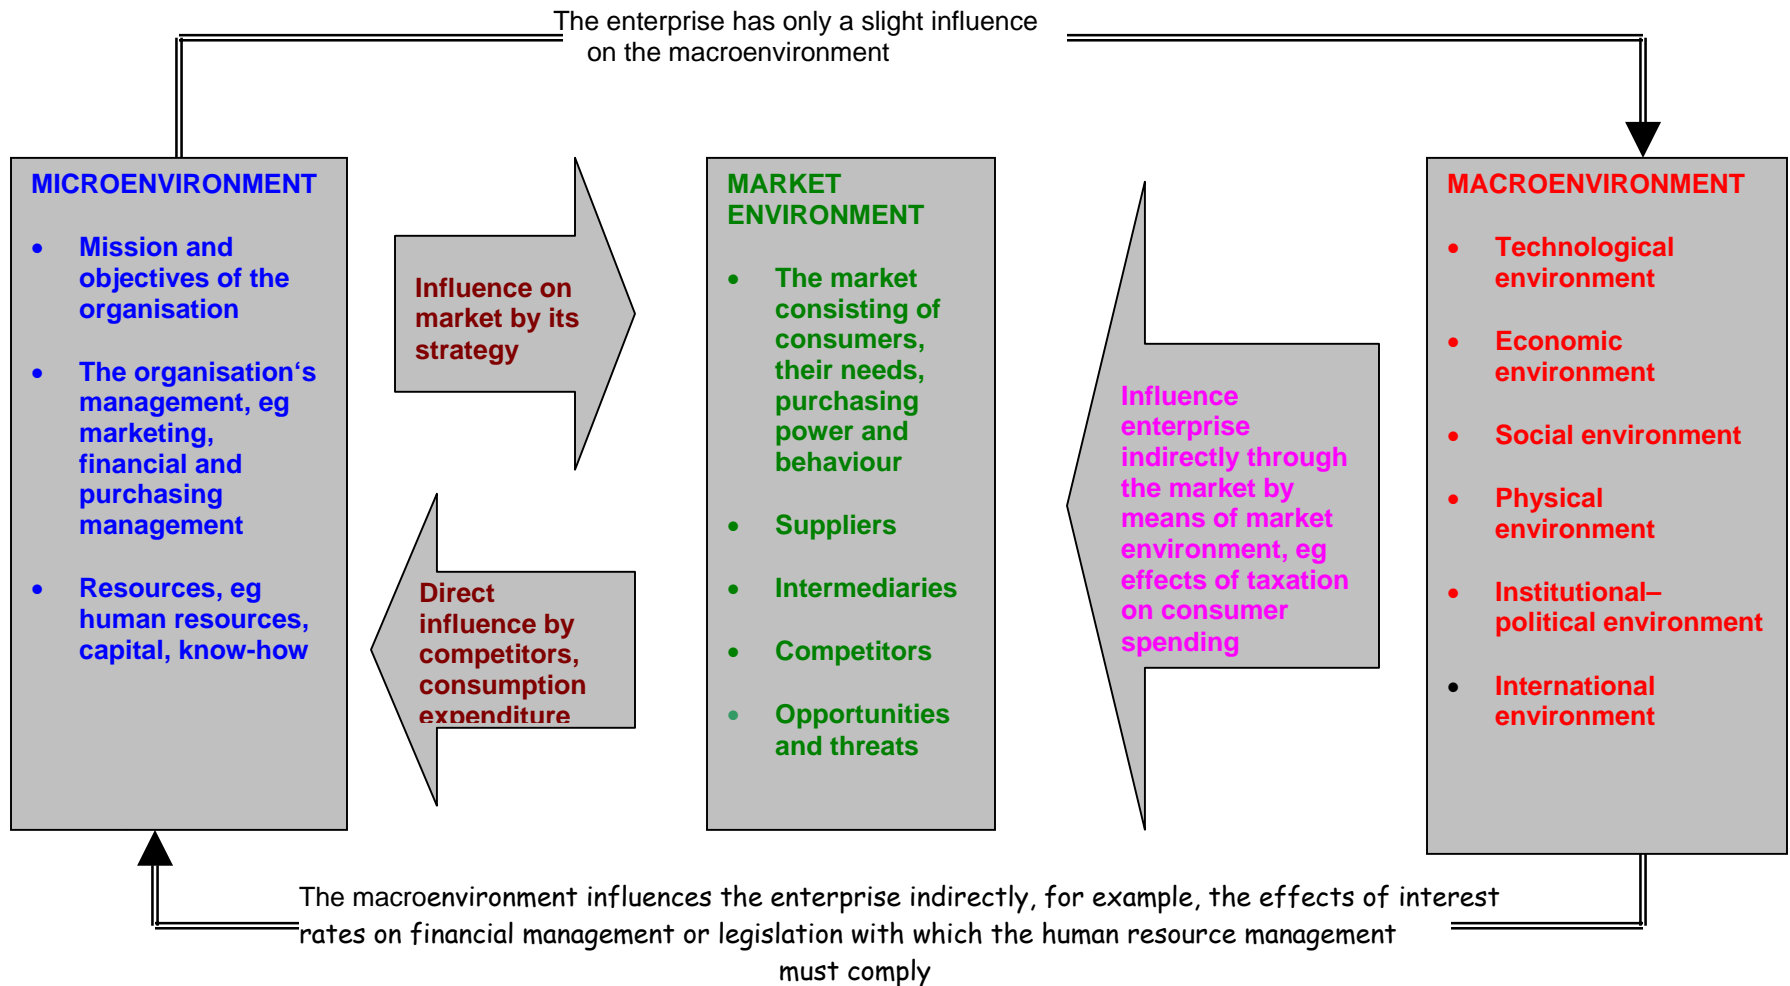 The enterprise has only a slight influence
on the macroenvironment
MICROENVIRONMENT
• Mission and
objectives of the
organisation
• The organisation‘s
management, eg
marketing,
financial and
purchasing
management
• Resources, eg
human resources,
capital, know-how
Influence on
market by its
strategy
Direct
influence by
competitors,
consumption
expenditure
MARKET
ENVIRONMENT
• The market
consisting of
consumers,
their needs,
purchasing
power and
behaviour
• Suppliers
• Intermediaries
• Competitors
• Opportunities
and threats
Influence
enterprise
indirectly through
the market by
means of market
environment, eg
effects of taxation
on consumer
spending
MACROENVIRONMENT
• Technological
environment
• Economic
environment
• Social environment
• Physical
environment
• Institutional–
political environment
• International
environment
The macroenvironment influences the enterprise indirectly, for example, the effects of interest
rates on financial management or legislation with which the human resource management
must comply